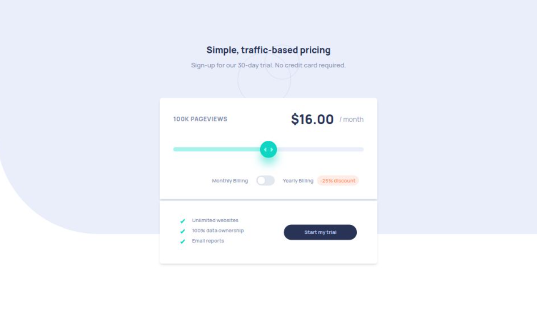 Simple, traffic-based pricing
Sign-up for our 30-day trial. No credit card required.
100K PAGEVIEWS
$16.00 / month
Monthly Billing
Yearly Billing
25% discount
Unlimited websites
100% data ownership
Email reports
Start my trial